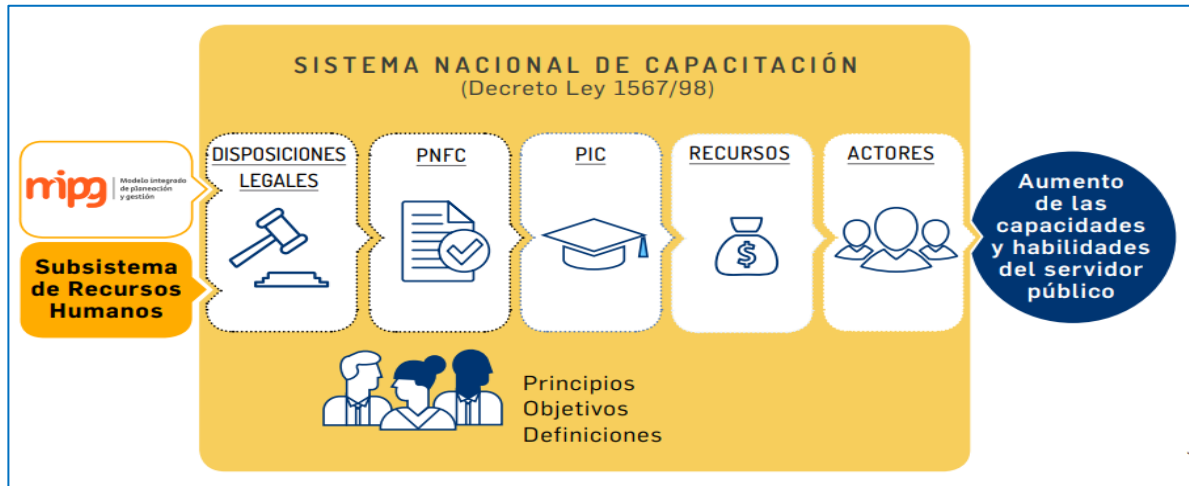 SISTEMA NACIONAL DE CAPACITACIÓN
(Decreto Ley 1567/98)
mipg
Modelo integrado
de planeación
y gestión
Subsistema
de Recursos
Humanos
DISPOSICIONES
LEGALES
PNFC
PIC
RECURSOS
$
ACTORES
Aumento
de las
capacidades
y habilidades
del servidor
público
Principios
Objetivos
Definiciones